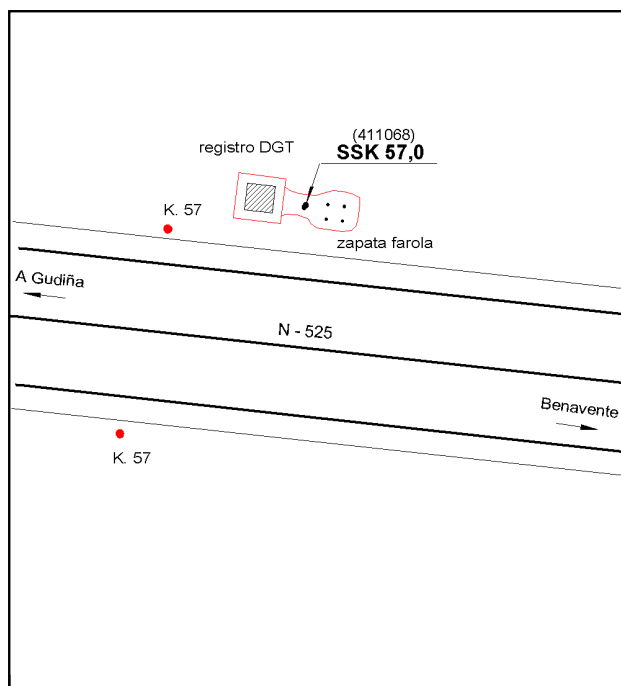 (411068)
registro DGT
SSK 57,0
K. 57
zapata farola
A Gudiña
N - 525
Benavente
K. 57